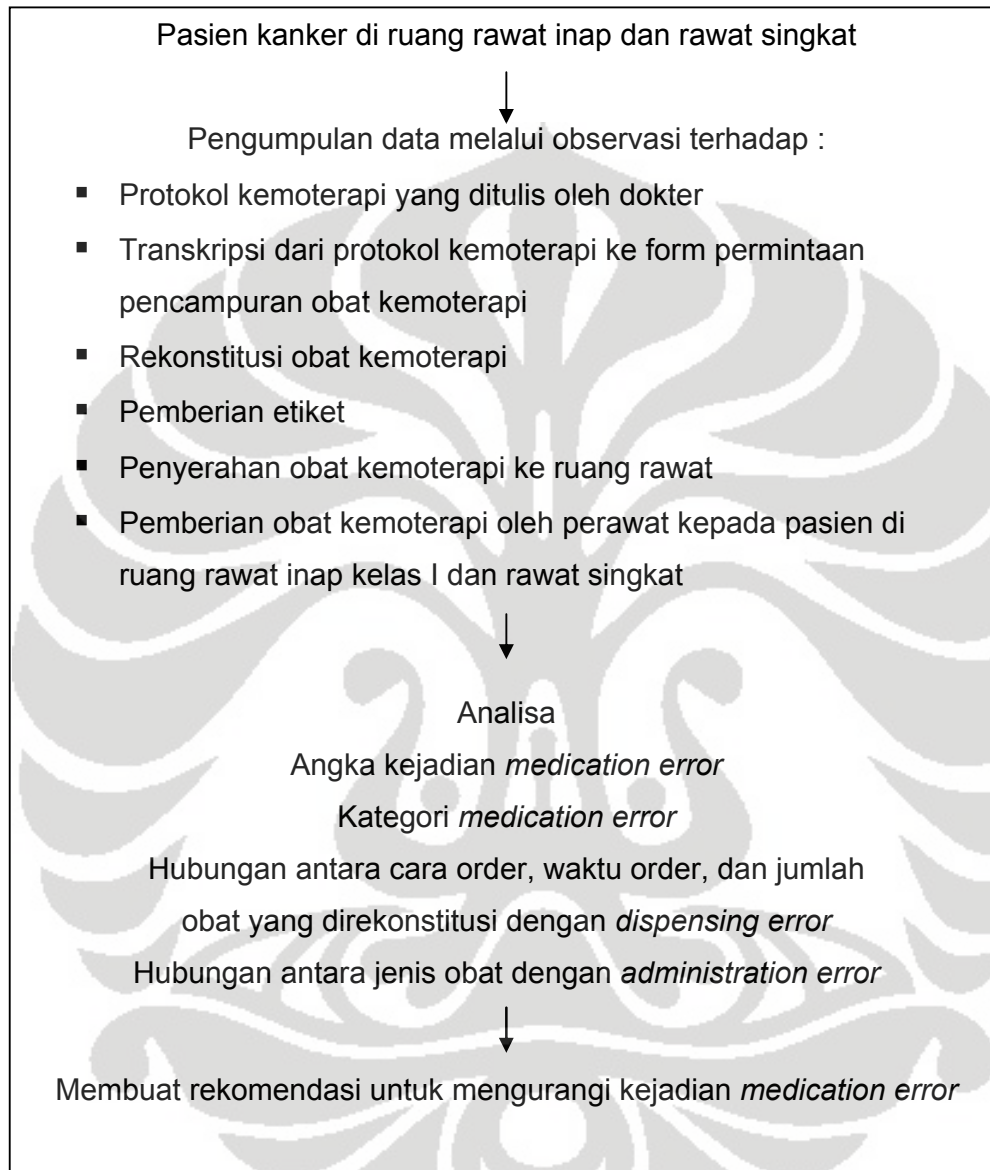 Pasien kanker di ruang rawat inap dan rawat singkat
Pengumpulan data melalui observasi terhadap :
▪ Protokol kemoterapi yang ditulis oleh dokter
▪ Transkripsi dari protokol kemoterapi ke form permintaan
pencampuran obat kemoterapi
▪ Rekonstitusi obat kemoterapi
▪ Pemberian etiket
▪ Penyerahan obat kemoterapi ke ruang rawat
▪ Pemberian obat kemoterapi oleh perawat kepada pasien di
ruang rawat inap kelas I dan rawat singkat
Analisa
Angka kejadian medication error
Kategori medication error
Hubungan antara cara order, waktu order, dan jumlah
obat yang direkonstitusi dengan dispensing error
Hubungan antara jenis obat dengan administration error
Membuat rekomendasi untuk mengurangi kejadian medication error